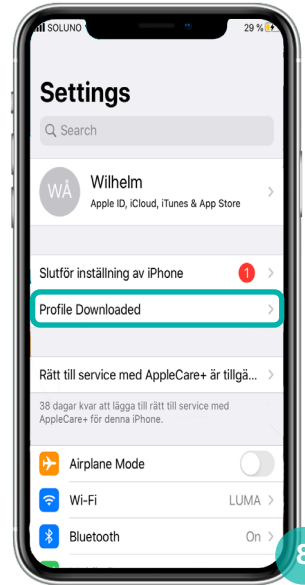 SOLUNO
29 %
Settings
Search
WÅ
Wilhelm
Apple ID, iCloud, iTunes & App Store
Slutför inställning av iPhone 1
Profile Downloaded
Rätt till service med AppleCare+ är tillgä...
38 dagar kvar att lägga till rätt till service med
AppleCare+ för denna iPhone.
Airplane Mode
Wi-Fi LUMA
Bluetooth On
8